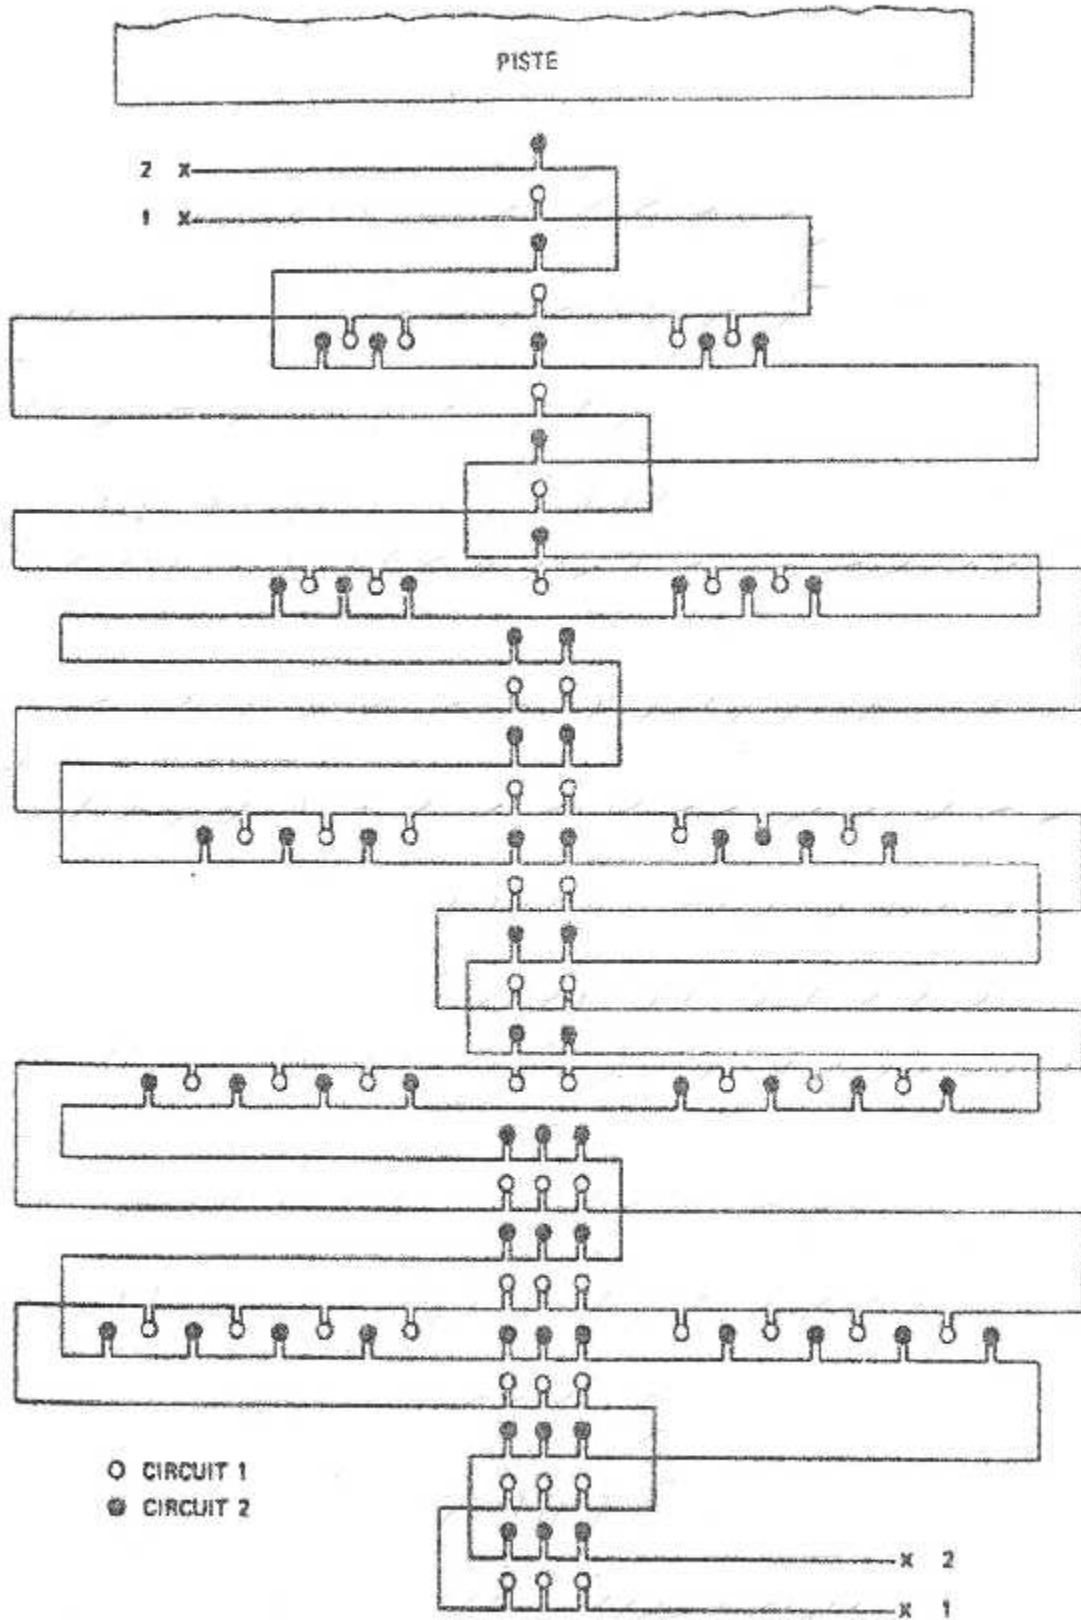 PISTE
2 X
1 X
O CIRCUIT 1
● CIRCUIT 2
X 2
X 1